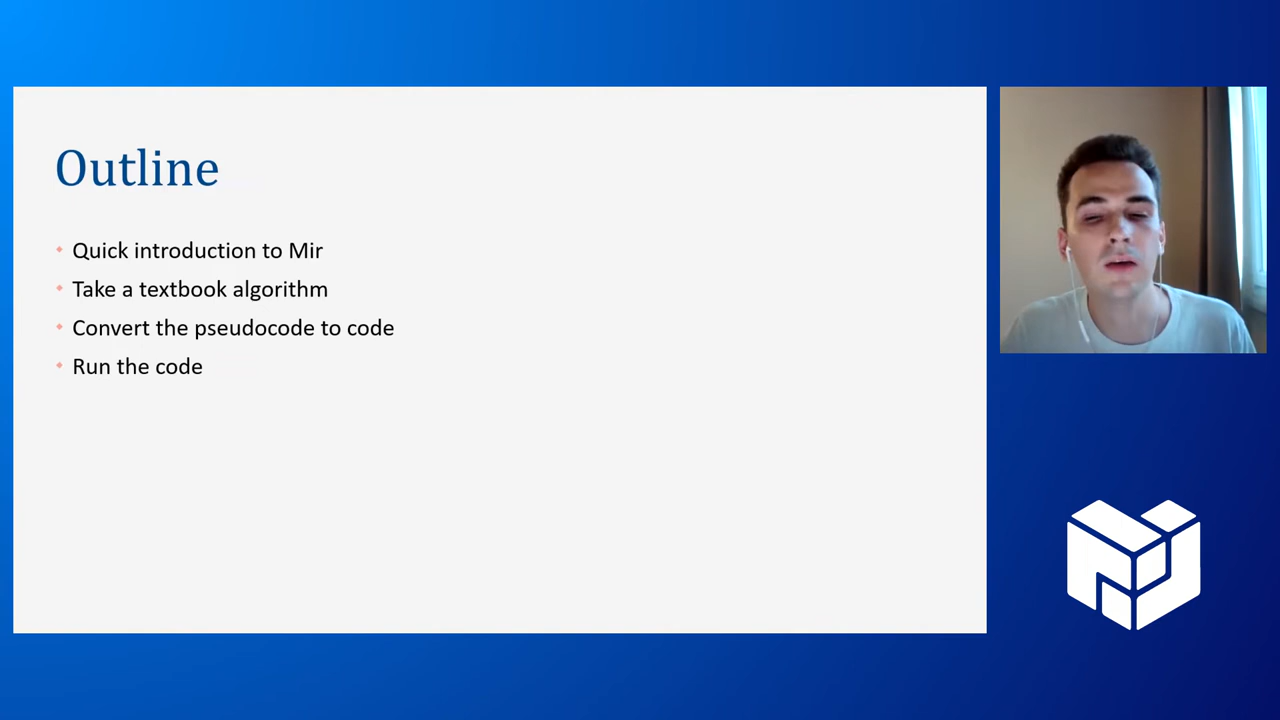 Outline
Quick introduction to Mir
Take a textbook algorithm
Convert the pseudocode to code
Run the code